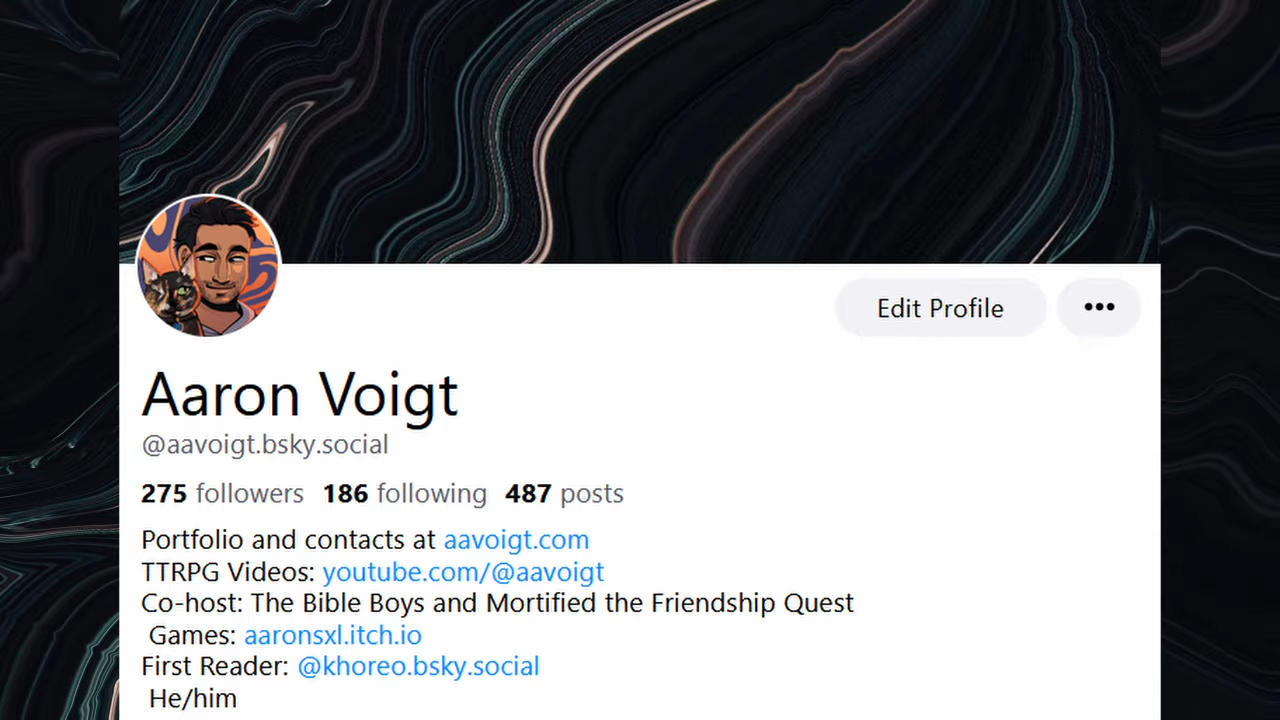 Edit Profile
•••
Aaron Voigt
@aavoigt.bsky.social
275 followers 186 following 487 posts
Portfolio and contacts at aavoigt.com
TTRPG Videos: youtube.com/@aavoigt
Co-host: The Bible Boys and Mortified the Friendship Quest
Games: aaronsxl.itch.io
First Reader: @khoreo.bsky.social
He/him